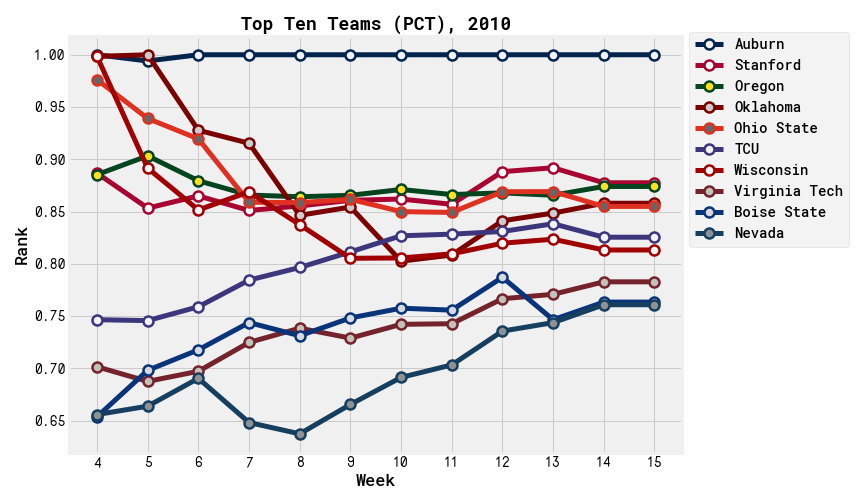 Top Ten Teams (PCT), 2010
Rank
1.00
0.95
0.90
0.85
0.80
0.75
0.70
0.65
4 5 6 7 8 9 10 11 12 13 14 15
Week
Auburn
Stanford
Oregon
Oklahoma
Ohio State
TCU
Wisconsin
Virginia Tech
Boise State
Nevada